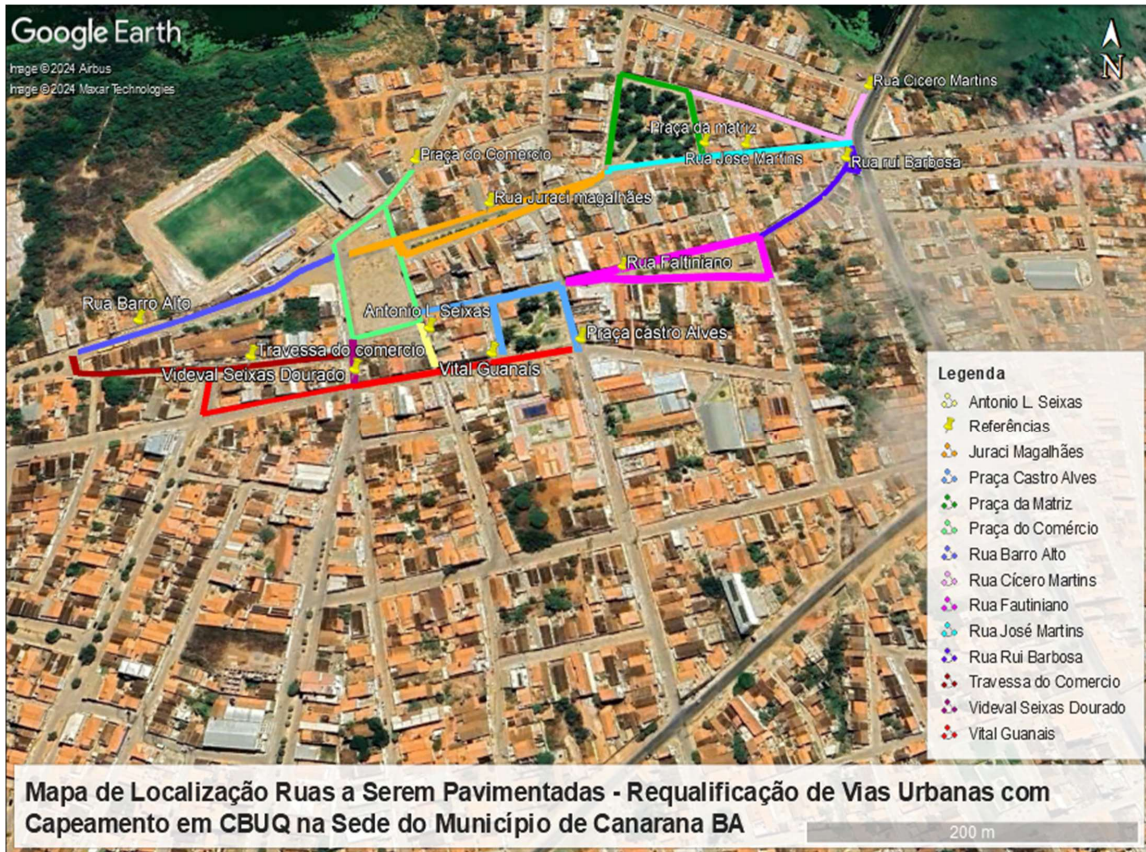 Google Earth
Image © 2024 Airbus
Image © 2024 Maxar Technologies
N
Rua Cicero Martins
Praça da matriz
Praça do Comercio
Rua José Martins
Rua rui Barbosa
Rua Juraci magalhães
Rua Faltiniano
Rua Barro Alto
Antonio L. Seixas
Praça castro Alves
Travessa do comercio
Videval Seixas Dourado
Vital Guanais
Legenda
Antonio L. Seixas
Referências
Juraci Magalhães
Praça Castro Alves
Praça da Matriz
Praça do Comércio
Rua Barro Alto
Rua Cícero Martins
Rua Fautiniano
Rua José Martins
Rua Rui Barbosa
Travessa do Comercio
Videval Seixas Dourado
Vital Guanais
Mapa de Localização Ruas a Serem Pavimentadas - Requalificação de Vias Urbanas com
Capeamento em CBUQ na Sede do Município de Canarana BA
200 m